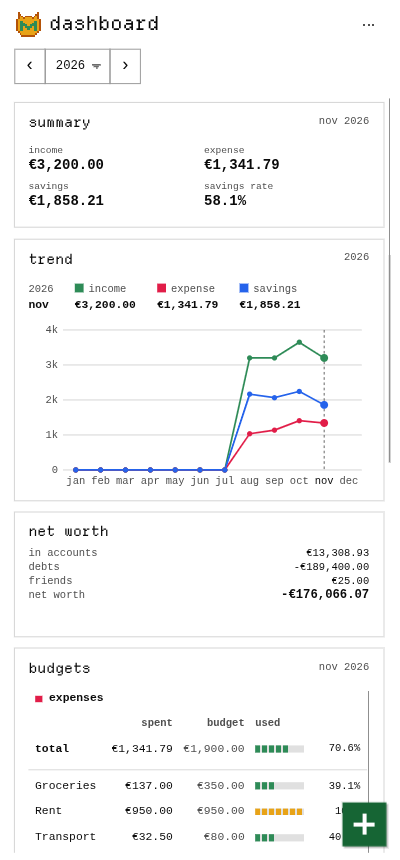 dashboard ...
‹ 2026 ›
summary nov 2026
income expense
€3,200.00 €1,341.79
savings savings rate
€1,858.21 58.1%
trend 2026
2026 income expense savings
nov €3,200.00 €1,341.79 €1,858.21
4k
3k
2k
1k
0
jan feb mar apr may jun jul aug sep oct nov dec
net worth
in accounts €13,308.93
debts -€189,400.00
friends €25.00
net worth -€176,066.07
budgets nov 2026
expenses
spent budget used
total €1,341.79 €1,900.00 70.6%
Groceries €137.00 €350.00 39.1%
Rent €950.00 €950.00
Transport €32.50 €80.00